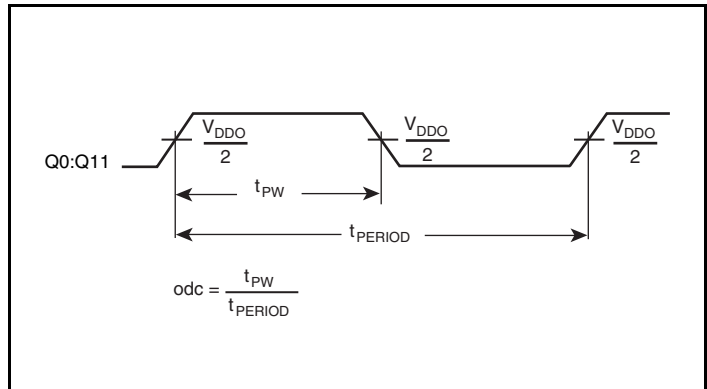 V_DDO
2
V_DDO
2
V_DDO
2
Q0:Q11
t_PW
t_PERIOD
odc = t_PW
t_PERIOD